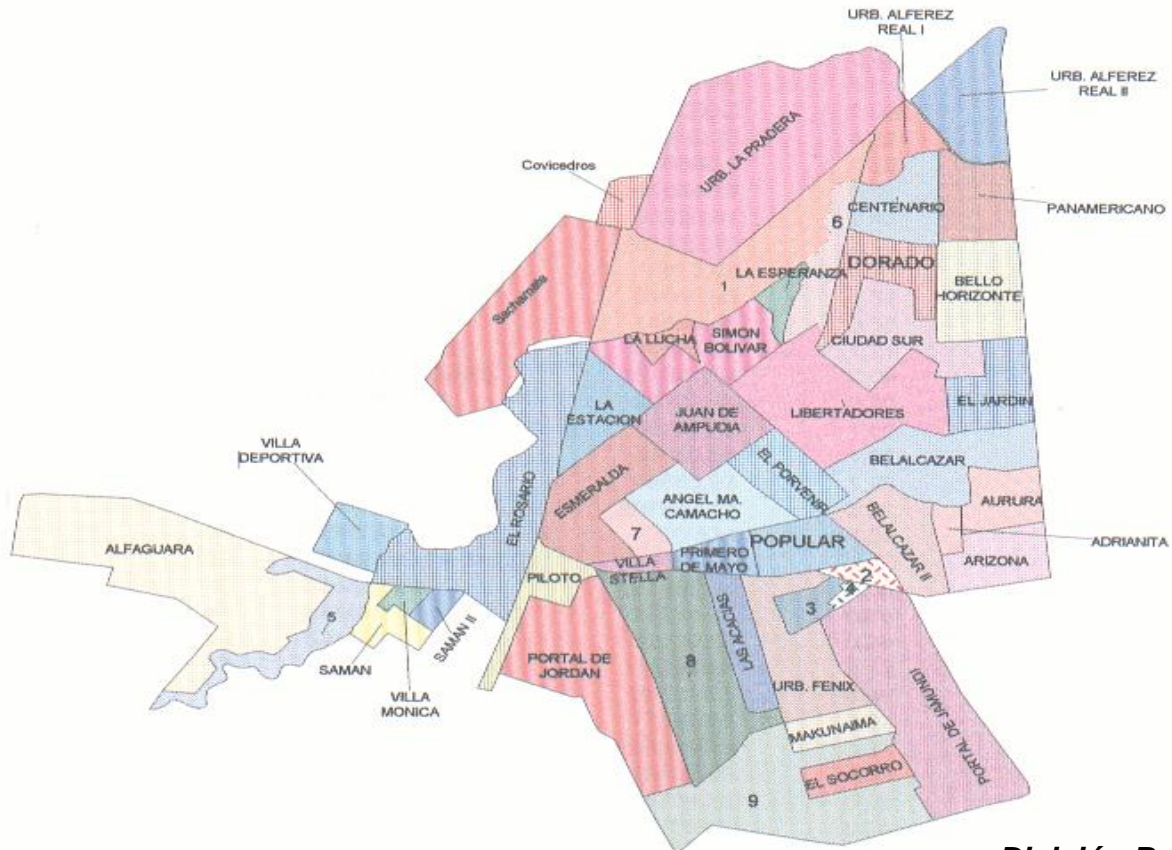 URB. ALFEREZ
REAL I
URB. ALFEREZ
REAL II
URB. LA PRADERA
Covicedros
CENTENARIO
PANAMERICANO
6
DORADO
LA ESPERANZA
1
BELLO
HORIZONTE
Sachamate
LA LUCHA
SIMON
BOLIVAR
CIUDAD SUR
LA
ESTACION
JUAN DE
AMPUDIA
LIBERTADORES
EL JARDIN
VILLA
DEPORTIVA
EL ROSARIO
ESMERALDA
EL PORVENIR
BELALCAZAR
ANGEL MA.
CAMACHO
AURURA
7
ALFAGUARA
POPULAR
BELALCAZAR II
ADRIANITA
PRIMERO
DE MAYO
VILLA
STELLA
PILOTO
ARIZONA
2
4
3
5
SAMAN
SAMAN II
VILLA
MONICA
PORTAL DE
JORDAN
8
LAS ACACIAS
URB. FENIX
PORTAL DE JAMUNDI
MAKUNAIMA
EL SOCORRO
9